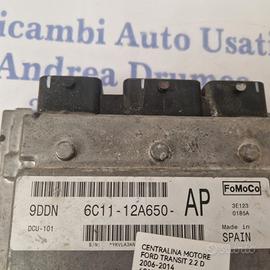 Ricambi Auto Usati
Andrea
FoMoCo
9DDN 6C11-12A650- AP
3E123
0185A
DCU-101
Made in
SPAIN
CENTRALINA MOTORE
FORD TRANSIT 2.2 D
2006-2014